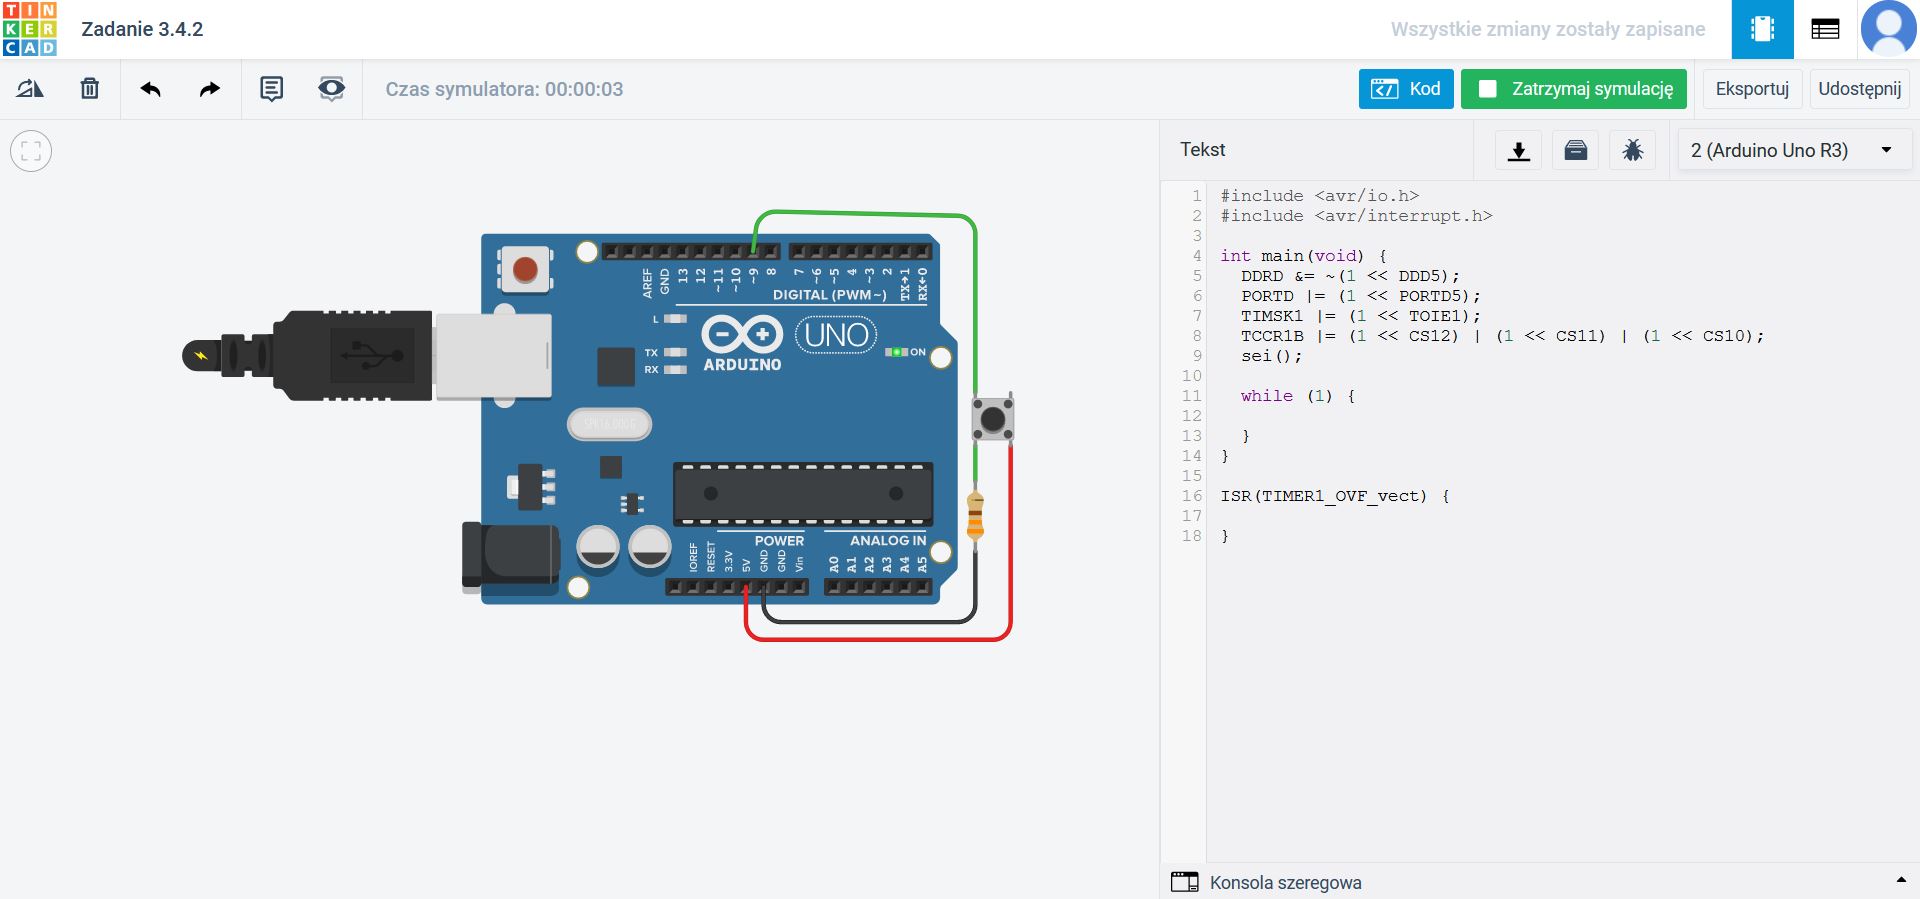 TIN
KER
CAD
Zadanie 3.4.2
Wszystkie zmiany zostały zapisane
Czas symulatora: 00:00:03
Kod
Zatrzymaj symulację
Eksportuj
Udostępnij
Tekst
2 (Arduino Uno R3)
AREF
GND
13
12
~11
~10
~9
8
7
~6
~5
4
~3
2
TX→1
RX←0
DIGITAL (PWM~)
L
TX
RX
ARDUINO
UNO
ON
SPK16.000G
POWER
ANALOG IN
IOREF
RESET
3.3V
5V
GND
GND
Vin
A0
A1
A2
A3
A4
A5
1 #include <avr/io.h>
2 #include <avr/interrupt.h>
3
4 int main(void) {
5 DDRD &= ~(1 << DDD5);
6 PORTD |= (1 << PORTD5);
7 TIMSK1 |= (1 << TOIE1);
8 TCCR1B |= (1 << CS12) | (1 << CS11) | (1 << CS10);
9 sei();
10
11 while (1) {
12
13 }
14 }
15
16 ISR(TIMER1_OVF_vect) {
17
18 }
Konsola szeregowa